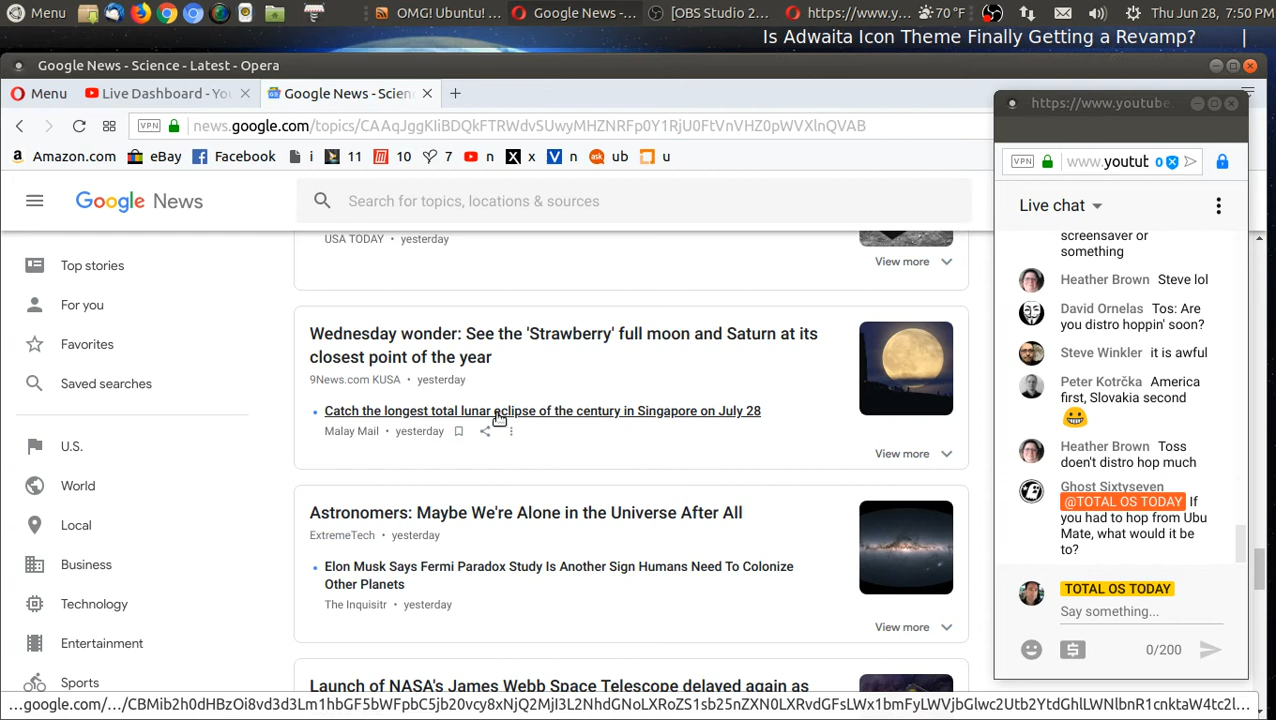 OMG! Ubuntu! ...
Google News -...
[OBS Studio 2...
https://www.y...
70 °F
Thu Jun 28, 7:50 PM
Is Adwaita Icon Theme Finally Getting a Revamp? |
Google News - Science - Latest - Opera
Menu
Live Dashboard - Yo
Google News - Scien
VPN
news.google.com/topics/CAAqJggKIiBDQkFTRWdvSUwyMHZNRFp0Y1RjU0FtVnVHZ0pWVXlnQVAB
Amazon.com
eBay
Facebook
i
11
10
7
n
x
n
ub
u
Google News
Search for topics, locations & sources
Top stories
For you
Favorites
Saved searches
U.S.
World
Local
Business
Technology
Entertainment
Sports
USA TODAY • yesterday
View more
Wednesday wonder: See the 'Strawberry' full moon and Saturn at its
closest point of the year
9News.com KUSA • yesterday
Catch the longest total lunar eclipse of the century in Singapore on July 28
Malay Mail • yesterday
View more
Astronomers: Maybe We're Alone in the Universe After All
ExtremeTech • yesterday
Elon Musk Says Fermi Paradox Study Is Another Sign Humans Need To Colonize
Other Planets
The Inquisitr • yesterday
View more
Launch of NASA's James Webb Space Telescope delayed again as
https://www.youtube.
VPN
www.youtub
0
Live chat
screensaver or
something
Heather Brown Steve lol
David Ornelas Tos: Are
you distro hoppin' soon?
Steve Winkler it is awful
Peter Kotrčka America
first, Slovakia second
Heather Brown Toss
doen't distro hop much
Ghost Sixtyseven
@TOTAL OS TODAY If
you had to hop from Ubu
Mate, what would it be
to?
TOTAL OS TODAY
Say something...
0/200